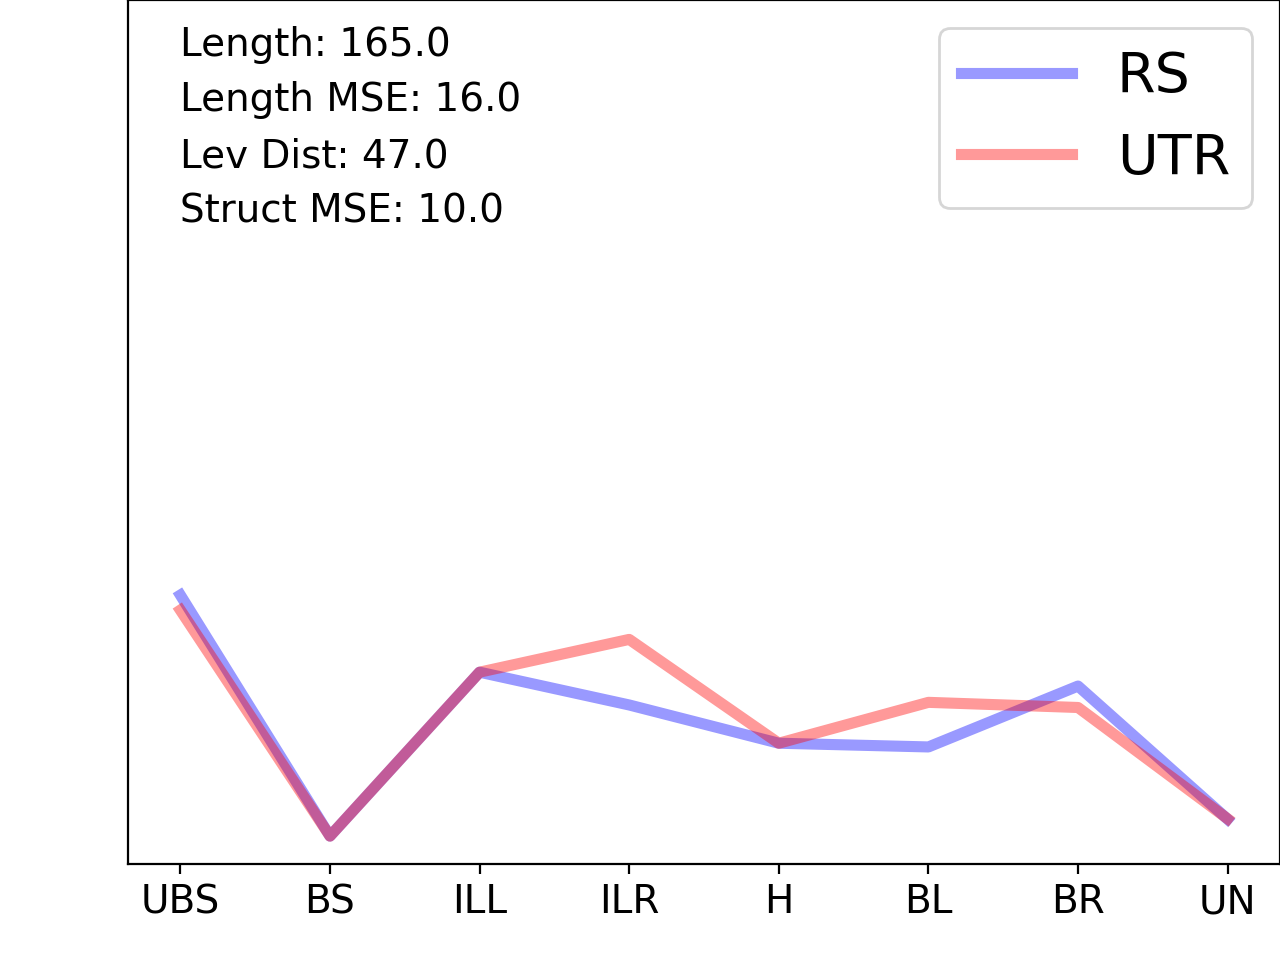 Length: 165.0
Length MSE: 16.0
Lev Dist: 47.0
Struct MSE: 10.0
RS
UTR
UBS BS ILL ILR H BL BR UN